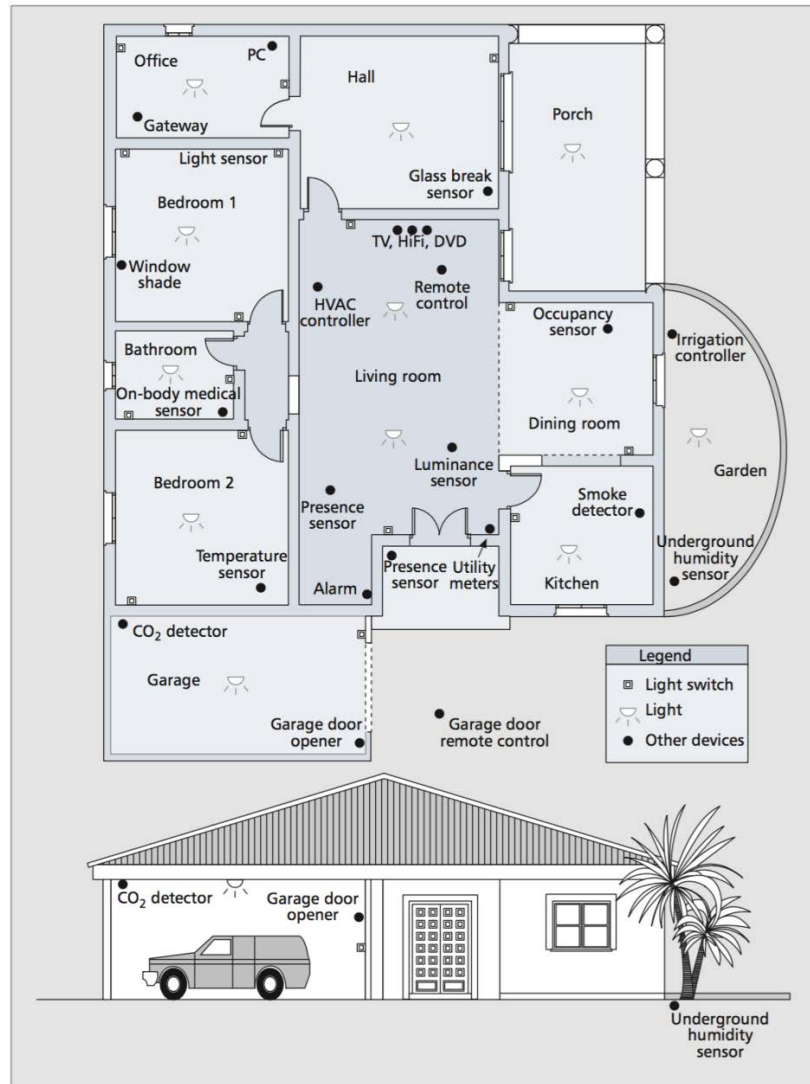 Office
PC
Gateway
Hall
Glass break
sensor
Porch
Light sensor
Bedroom 1
Window
shade
TV, HiFi, DVD
HVAC
controller
Remote
control
Living room
Occupancy
sensor
Dining room
Irrigation
controller
Garden
Bathroom
On-body medical
sensor
Bedroom 2
Temperature
sensor
Luminance
sensor
Presence
sensor
Alarm
Presence
sensor
Utility
meters
Smoke
detector
Kitchen
Underground
humidity
sensor
CO2 detector
Garage
Garage door
opener
Garage door
remote control
Legend
Light switch
Light
Other devices
CO2 detector
Garage door
opener
Underground
humidity
sensor